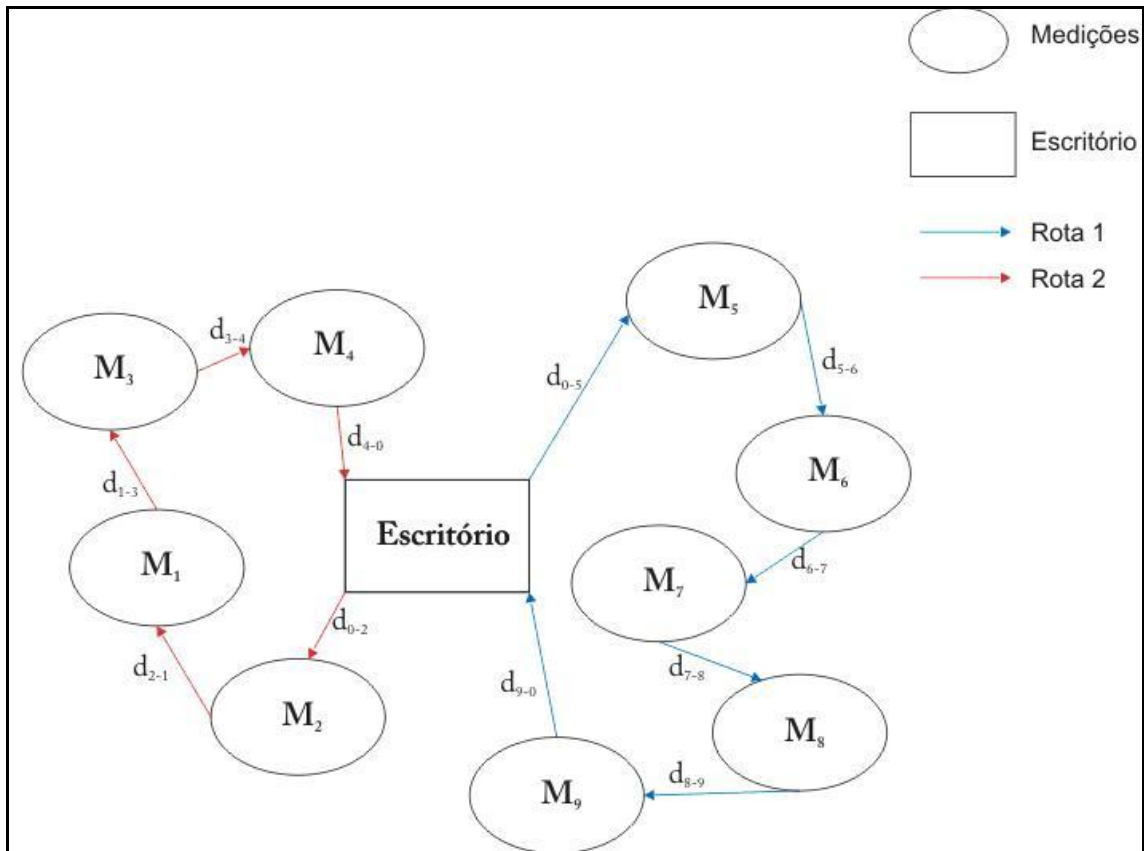 Medições
Escritório
Rota 1
Rota 2
M₅
d₃₋₄
M₄
M₃
d₀₋₅
d₅₋₆
d₄₋₀
M₆
d₁₋₃
Escritório
M₁
M₇
d₆₋₇
d₀₋₂
d₂₋₁
d₇₋₈
d₉₋₀
M₂
M₈
d₈₋₉
M₉